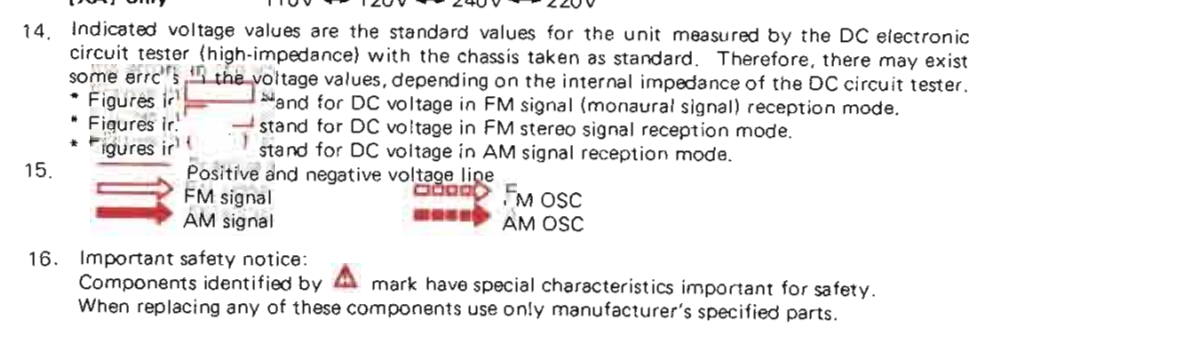 110V 120V 240V 220V
14. Indicated voltage values are the standard values for the unit measured by the DC electronic
circuit tester (high-impedance) with the chassis taken as standard. Therefore, there may exist
some the voltage values, depending on the internal impedance of the DC circuit tester.
* Figures stand for DC voltage in FM signal (monaural signal) reception mode.
* Figures stand for DC voltage in FM stereo signal reception mode.
* Figures stand for DC voltage in AM signal reception mode.
15. Positive and negative voltage line
FM signal FM OSC
AM signal AM OSC
16. Important safety notice:
Components identified by mark have special characteristics important for safety.
When replacing any of these components use only manufacturer's specified parts.